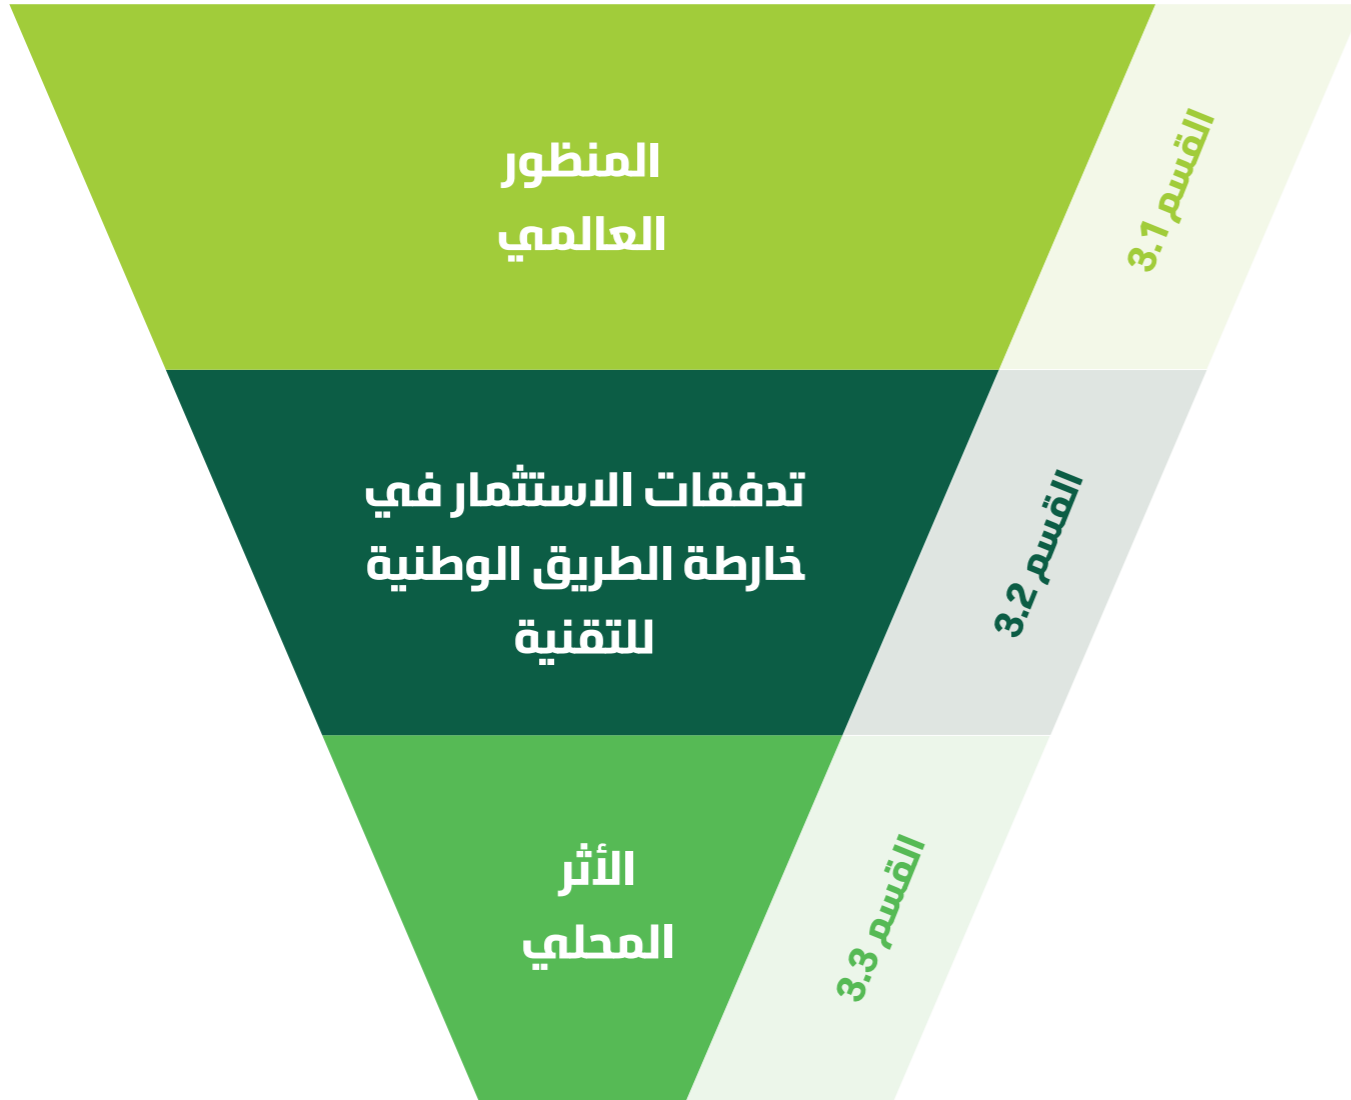 المنظور
العالمي
القسم 3.1
تدفقات الاستثمار في
خارطة الطريق الوطنية
للتقنية
القسم 3.2
الأثر
المحلي
القسم 3.3